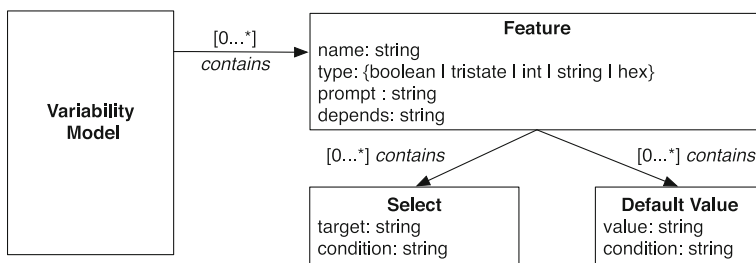 Variability
Model
[0...*]
contains
Feature
name: string
type: {boolean | tristate | int | string | hex}
prompt : string
depends: string
[0...*] contains
[0...*] contains
Select
target: string
condition: string
Default Value
value: string
condition: string